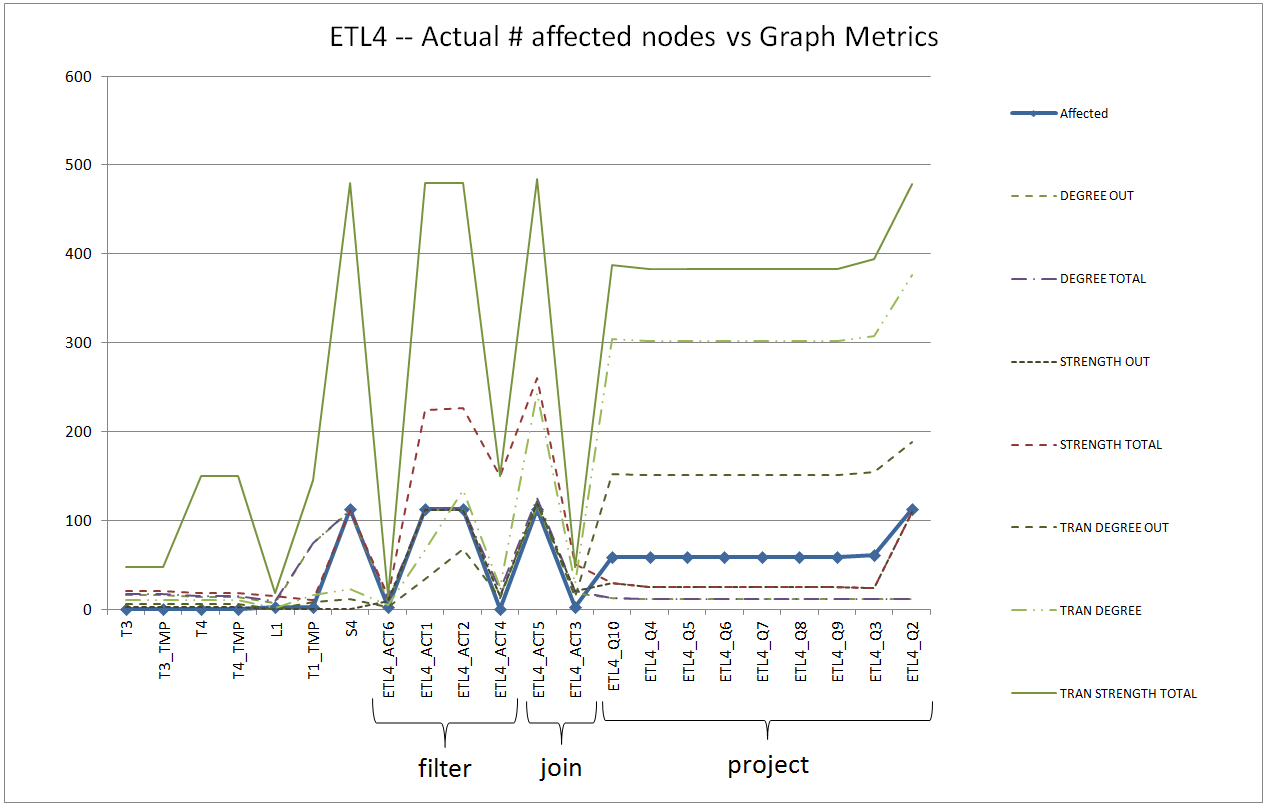 ETL4 -- Actual # affected nodes vs Graph Metrics
600
500
400
300
200
100
0
T3
T3_TMP
T4
T4_TMP
L1
T1_TMP
S4
ETL4_ACT6
ETL4_ACT1
ETL4_ACT2
ETL4_ACT4
ETL4_ACT5
ETL4_ACT3
ETL4_Q10
ETL4_Q4
ETL4_Q5
ETL4_Q6
ETL4_Q7
ETL4_Q8
ETL4_Q9
ETL4_Q3
ETL4_Q2
filter
join
project
Affected
DEGREE OUT
DEGREE TOTAL
STRENGTH OUT
STRENGTH TOTAL
TRAN DEGREE OUT
TRAN DEGREE
TRAN STRENGTH TOTAL